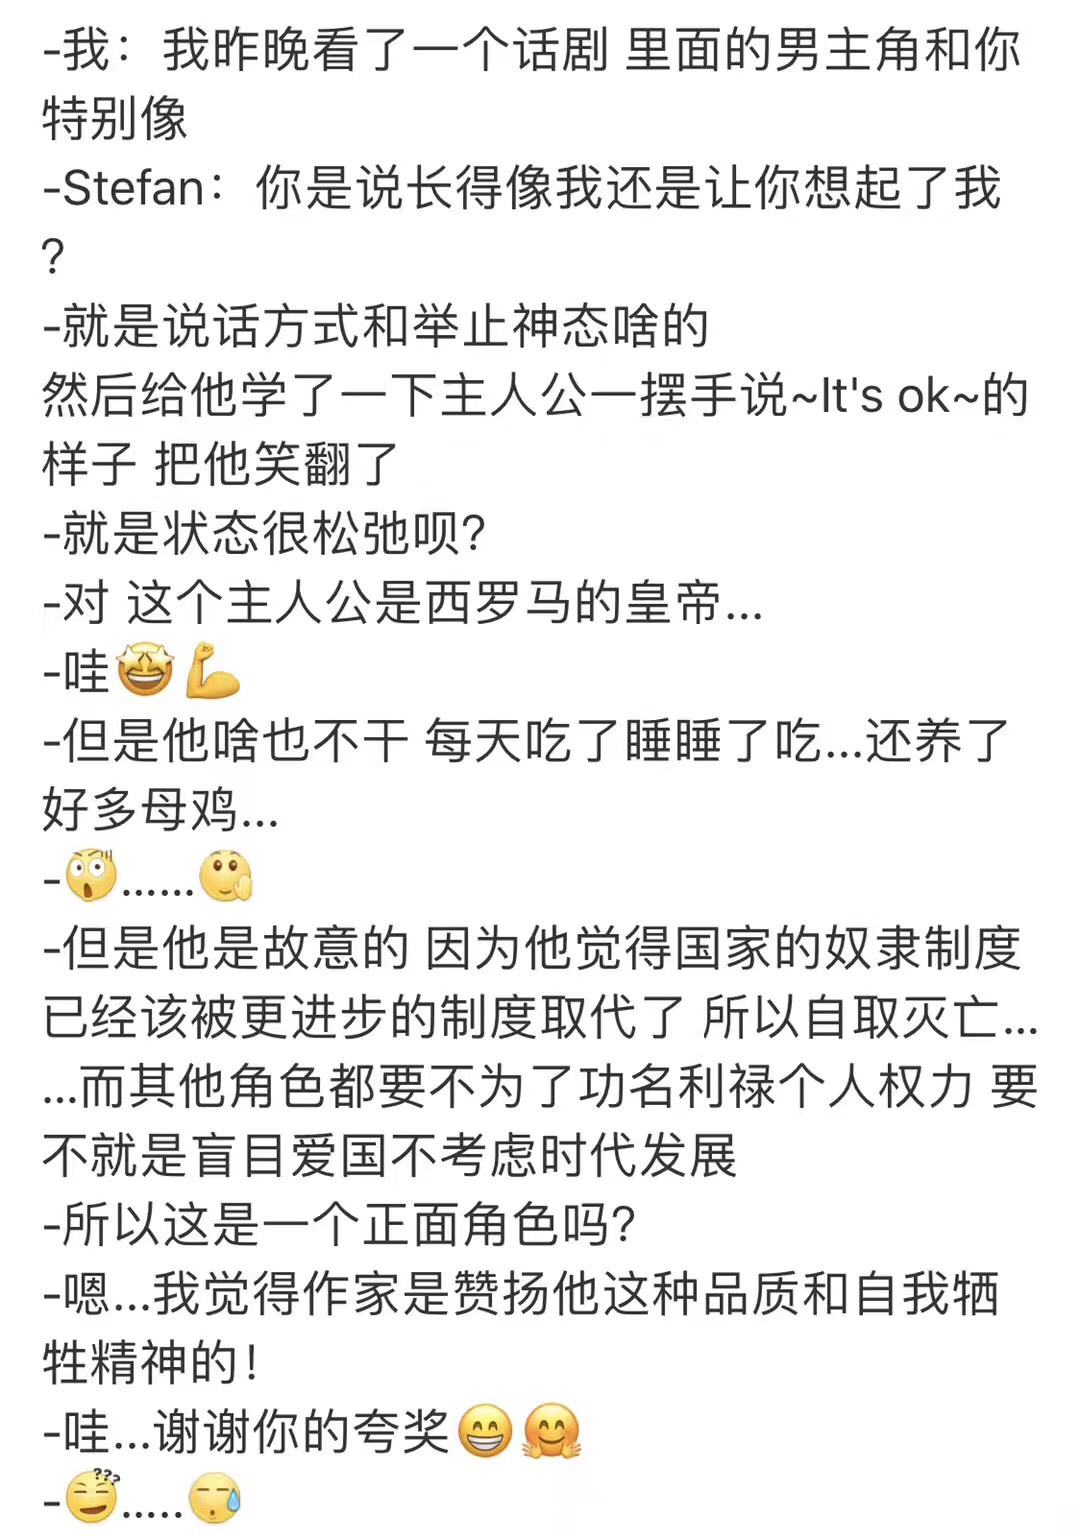 -我：我昨晚看了一个话剧 里面的男主角和你
特别像
-Stefan：你是说长得像我还是让你想起了我
？
-就是说话方式和举止神态啥的
然后给他学了一下主人公一摆手说~It's ok~的
样子 把他笑翻了
-就是状态很松弛呗？
-对 这个主人公是西罗马的皇帝...
-哇🤩💪
-但是他啥也不干 每天吃了睡睡了吃...还养了
好多母鸡...
-......
-但是他是故意的 因为他觉得国家的奴隶制度
已经该被更进步的制度取代了 所以自取灭亡...
...而其他角色都要不为了功名利禄个人权力 要
不就是盲目爱国不考虑时代发展
-所以这是一个正面角色吗？
-嗯...我觉得作家是赞扬他这种品质和自我牺
牲精神的！
-哇...谢谢你的夸奖😁🤗
-.....